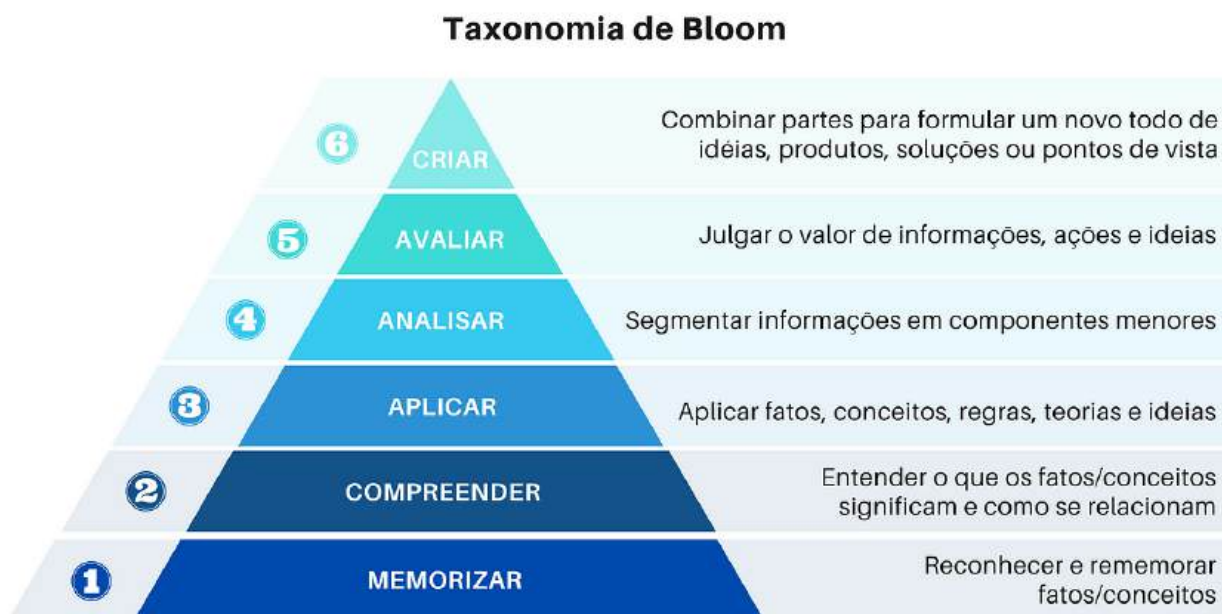 Taxonomia de Bloom
6
CRIAR
Combinar partes para formular um novo todo de
idéias, produtos, soluções ou pontos de vista
5
AVALIAR
Julgar o valor de informações, ações e ideias
4
ANALISAR
Segmentar informações em componentes menores
3
APLICAR
Aplicar fatos, conceitos, regras, teorias e ideias
2
COMPREENDER
Entender o que os fatos/conceitos
significam e como se relacionam
1
MEMORIZAR
Reconhecer e rememorar
fatos/conceitos